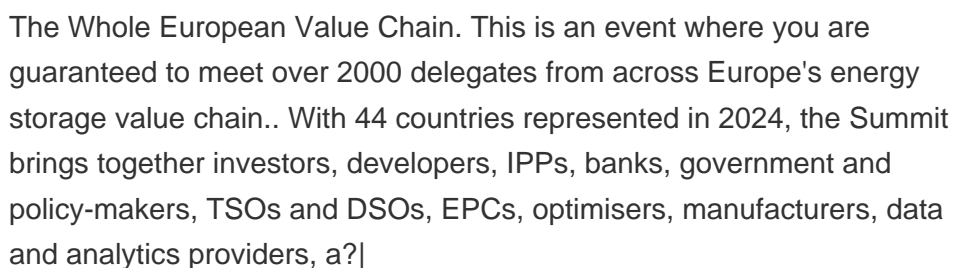 The Whole European Value Chain. This is an event where you are
guaranteed to meet over 2000 delegates from across Europe's energy
storage value chain.. With 44 countries represented in 2024, the Summit
brings together investors, developers, IPPs, banks, government and
policy-makers, TSOs and DSOs, EPCs, optimisers, manufacturers, data
and analytics providers, a?|